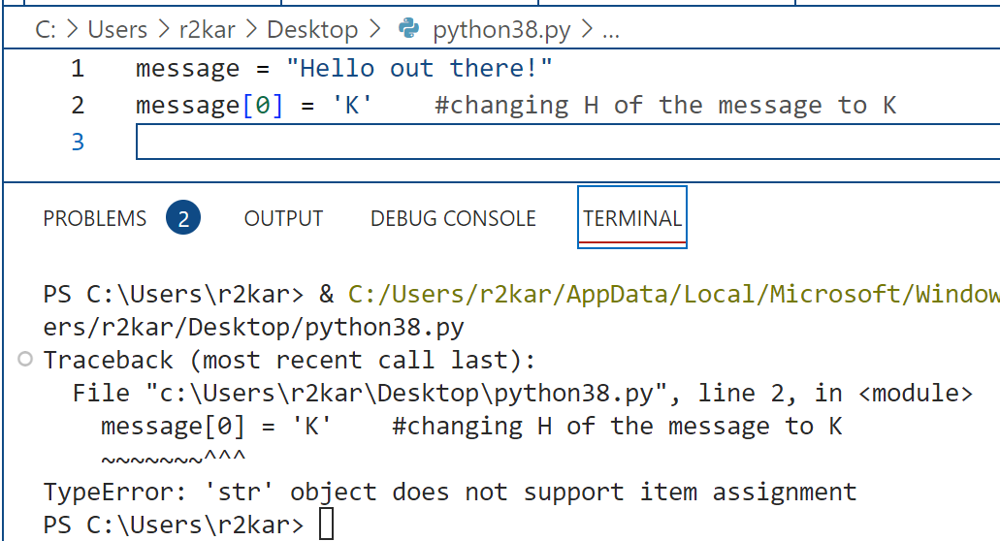 C: > Users > r2kar > Desktop > python38.py > ...
1 message = "Hello out there!"
2 message[0] = 'K'    #changing H of the message to K
3
PROBLEMS 2 OUTPUT DEBUG CONSOLE TERMINAL
PS C:\Users\r2kar> & C:/Users/r2kar/AppData/Local/Microsoft/Window
ers/r2kar/Desktop/python38.py
Traceback (most recent call last):
  File "c:\Users\r2kar\Desktop\python38.py", line 2, in <module>
    message[0] = 'K'    #changing H of the message to K
    ~~~~~~~^^^
TypeError: 'str' object does not support item assignment
PS C:\Users\r2kar>